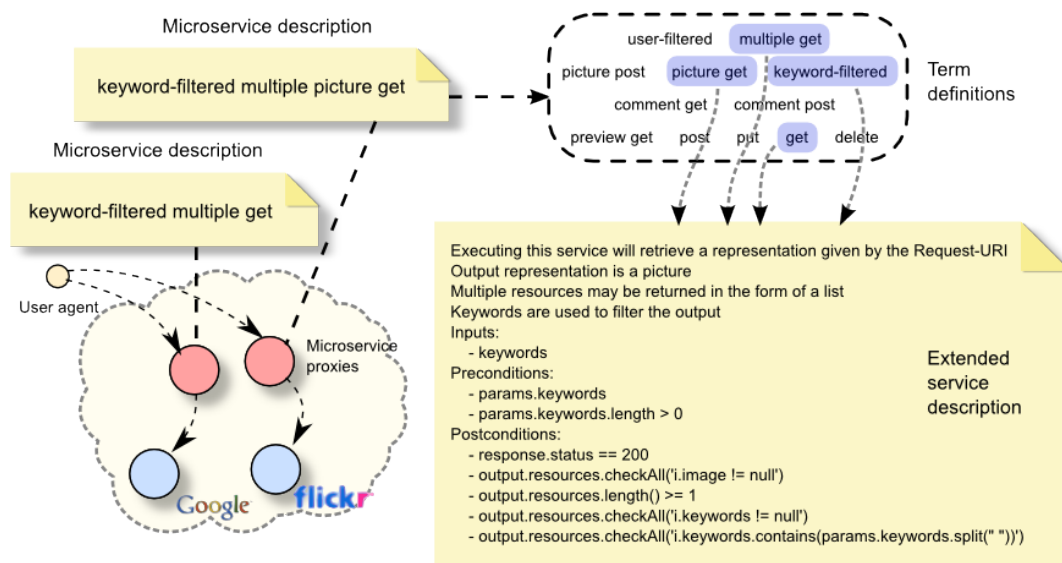 Microservice description
keyword-filtered multiple picture get
Microservice description
keyword-filtered multiple get
User agent
Microservice
proxies
Google
flickr
user-filtered multiple get
picture post picture get keyword-filtered
comment get comment post
preview get post put get delete
Term
definitions
Executing this service will retrieve a representation given by the Request-URI
Output representation is a picture
Multiple resources may be returned in the form of a list
Keywords are used to filter the output
Inputs:
- keywords
Preconditions:
- params.keywords
- params.keywords.length > 0
Postconditions:
- response.status == 200
- output.resources.checkAll('i.image != null')
- output.resources.length() >= 1
- output.resources.checkAll('i.keywords != null')
- output.resources.checkAll('i.keywords.contains(params.keywords.split(" "))')
Extended
service
description